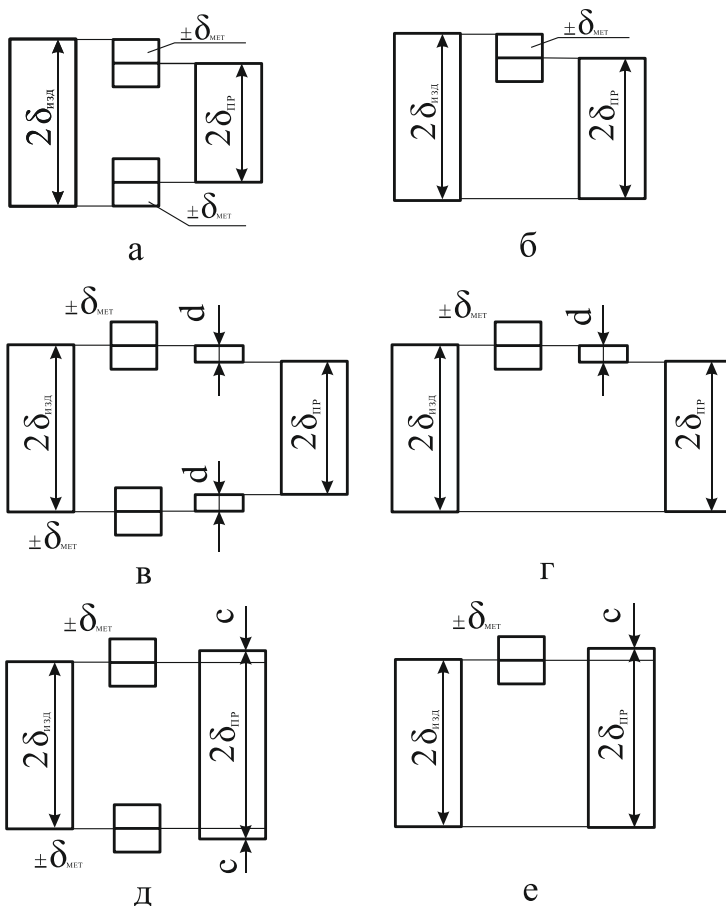 ±δмет
±δмет
2δизд
2δПР
2δизд
2δПР
±δмет
а
б
±δмет
d
±δмет
d
2δизд
2δПР
2δизд
2δПР
d
±δмет
в
г
±δмет
c
±δмет
c
2δизд
2δПР
2δизд
2δПР
±δмет
c
д
е